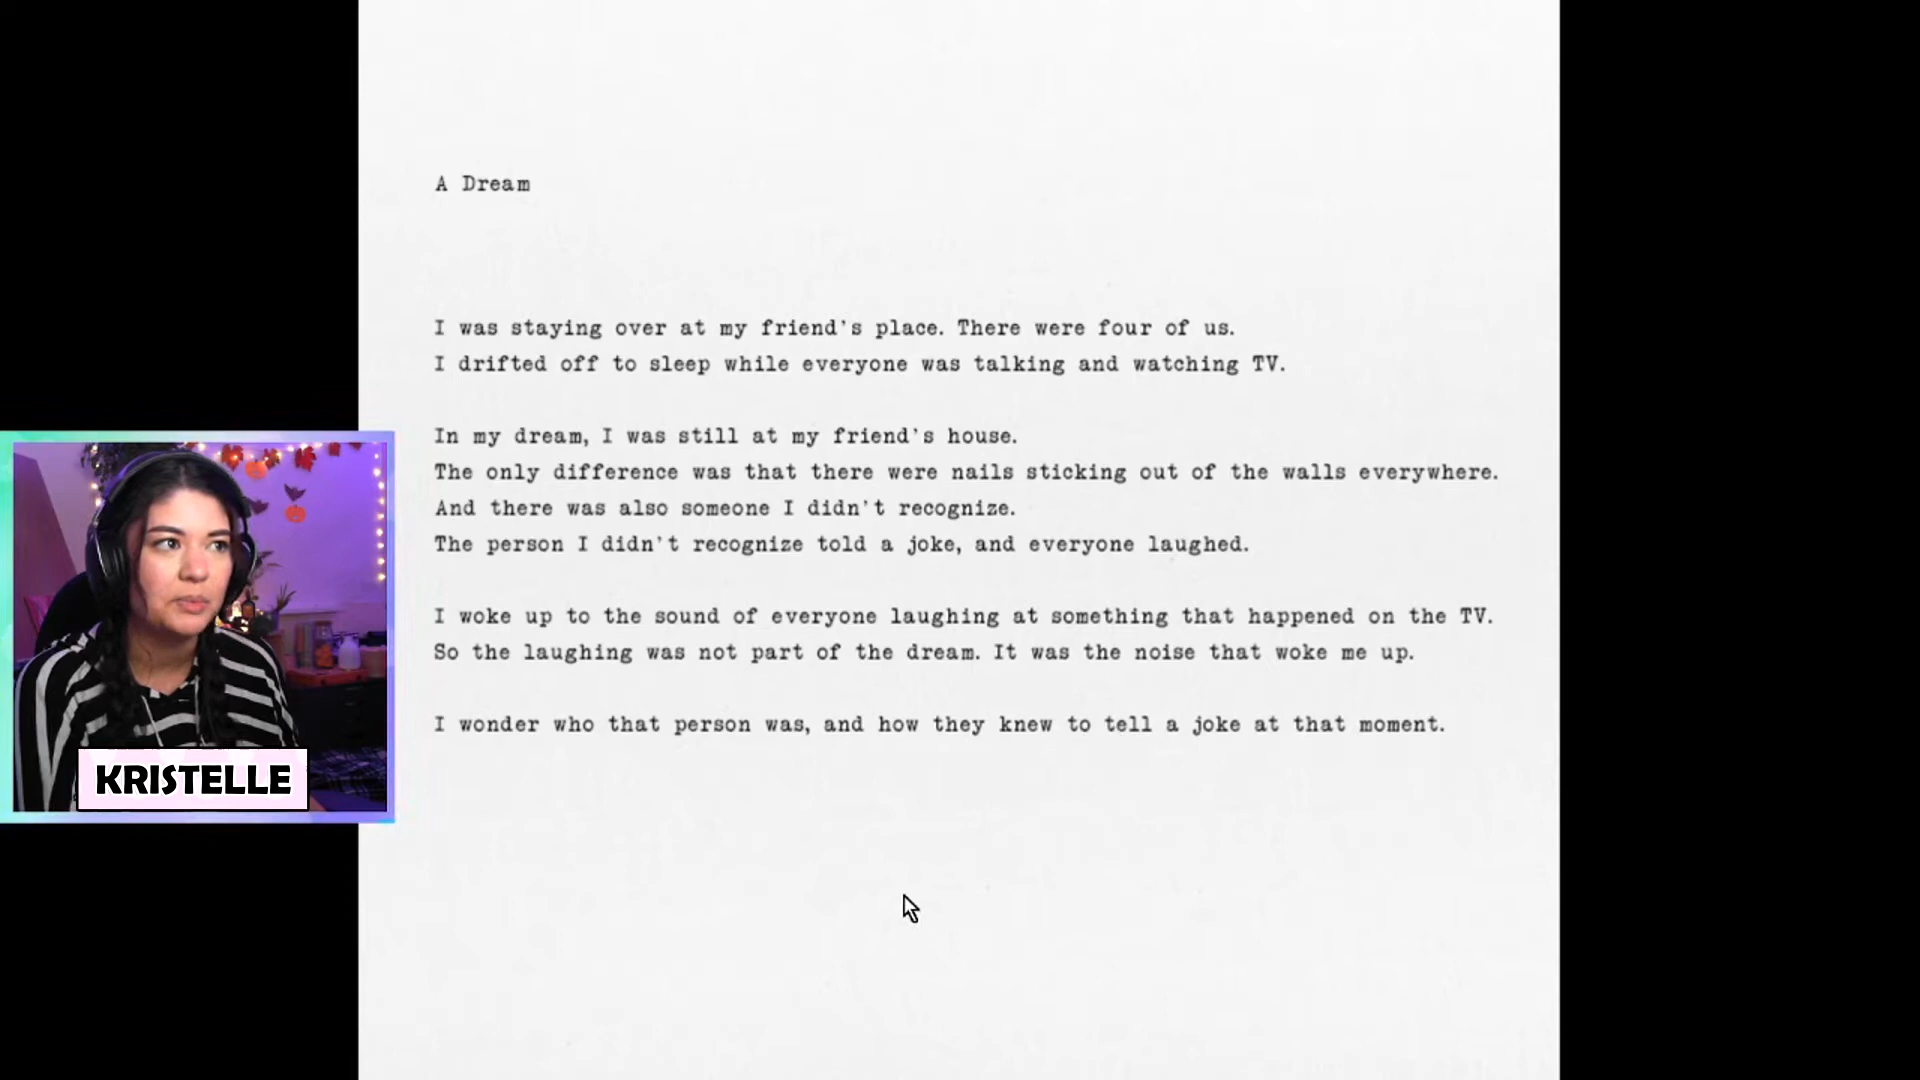 A Dream
I was staying over at my friend's place. There were four of us.
I drifted off to sleep while everyone was talking and watching TV.
In my dream, I was still at my friend's house.
The only difference was that there were nails sticking out of the walls everywhere.
And there was also someone I didn't recognize.
The person I didn't recognize told a joke, and everyone laughed.
I woke up to the sound of everyone laughing at something that happened on the TV.
So the laughing was not part of the dream. It was the noise that woke me up.
I wonder who that person was, and how they knew to tell a joke at that moment.
KRISTELLE